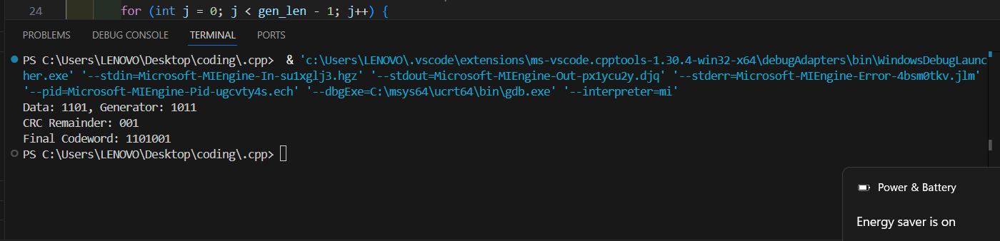 24 for (int j = 0; j < gen_len - 1; j++) {
PROBLEMS DEBUG CONSOLE TERMINAL PORTS
PS C:\Users\LENOVO\Desktop\coding\.cpp> & 'c:\Users\LENOVO\.vscode\extensions\ms-vscode.cpptools-1.30.4-win32-x64\debugAdapters\bin\WindowsDebugLaunc
her.exe' '--stdin=Microsoft-MIEngine-In-su1xglj3.hgz' '--stdout=Microsoft-MIEngine-Out-px1ycu2y.djq' '--stderr=Microsoft-MIEngine-Error-4bsm0tkv.jlm'
'--pid=Microsoft-MIEngine-Pid-ugcvty4s.ech' '--dbgExe=C:\msys64\ucrt64\bin\gdb.exe' '--interpreter=mi'
Data: 1101, Generator: 1011
CRC Remainder: 001
Final Codeword: 1101001
PS C:\Users\LENOVO\Desktop\coding\.cpp>
Power & Battery
Energy saver is on